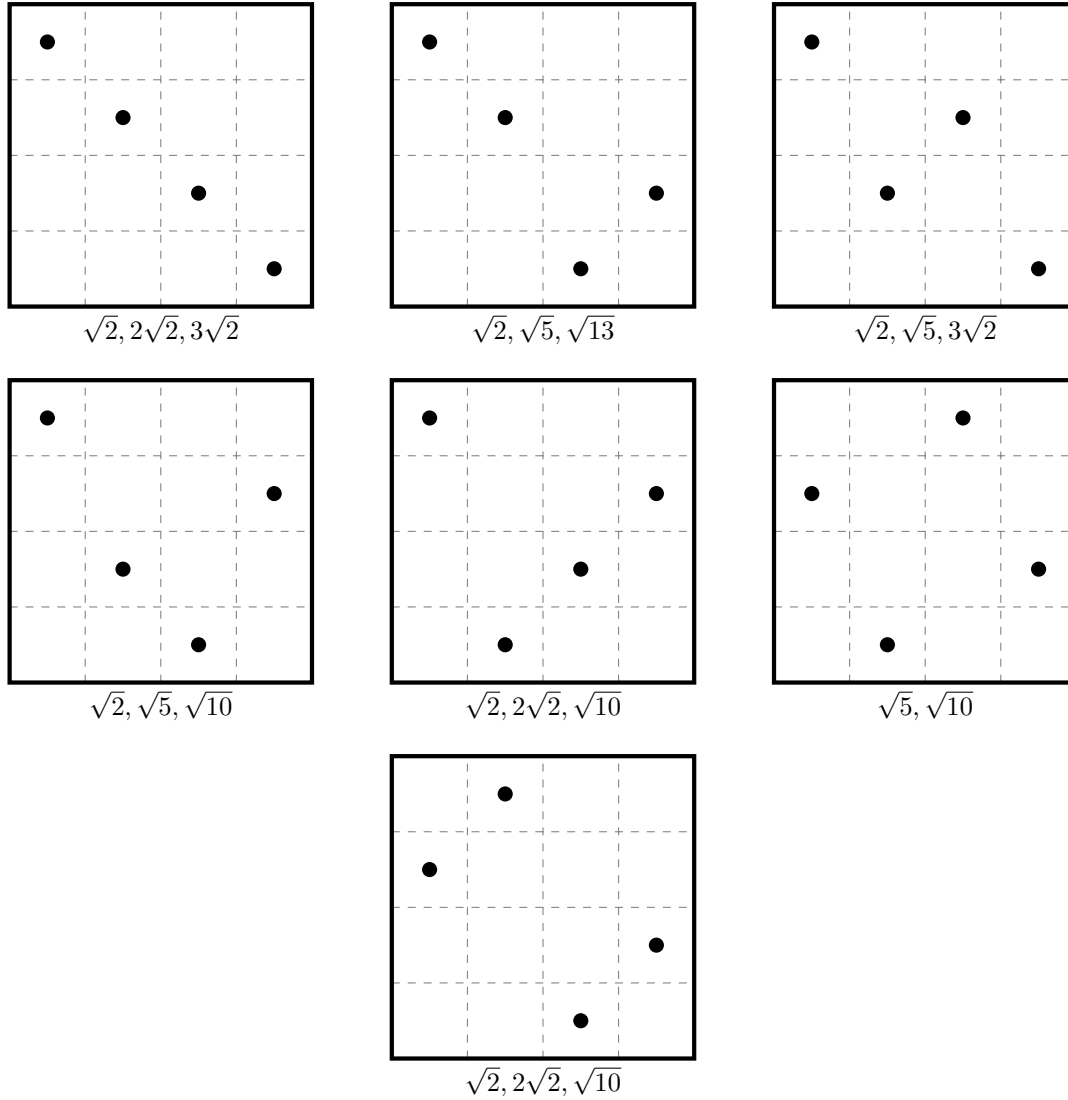 √2, 2√2, 3√2
√2, √5, √13
√2, √5, 3√2
√2, √5, √10
√2, 2√2, √10
√5, √10
√2, 2√2, √10